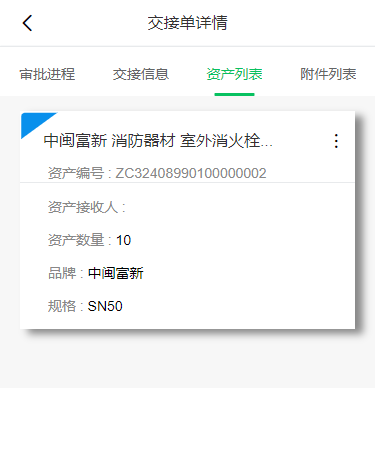 交接单详情
审批进程 交接信息 资产列表 附件列表
中闽富新 消防器材 室外消火栓...
资产编号 : ZC32408990100000002
资产接收人 :
资产数量 : 10
品牌 : 中闽富新
规格 : SN50